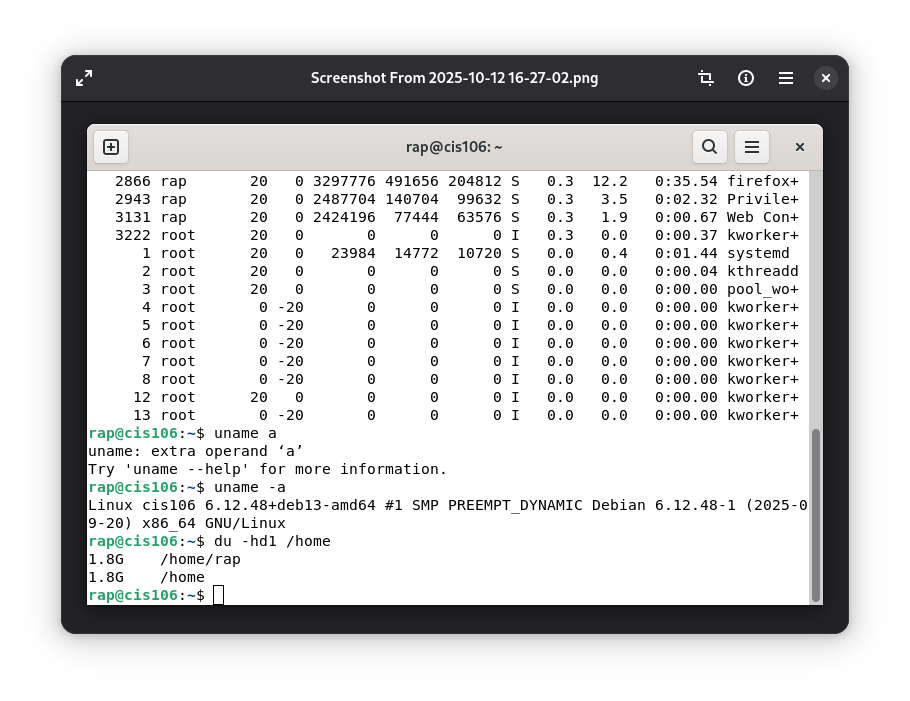 Screenshot From 2025-10-12 16-27-02.png
rap@cis106: ~
2866 rap 20 0 3297776 491656 204812 S 0.3 12.2 0:35.54 firefox+
2943 rap 20 0 2487704 140704 99632 S 0.3 3.5 0:02.32 Privile+
3131 rap 20 0 2424196 77444 63576 S 0.3 1.9 0:00.67 Web Con+
3222 root 20 0 0 0 0 I 0.3 0.0 0:00.37 kworker+
1 root 20 0 23984 14772 10720 S 0.0 0.4 0:01.44 systemd
2 root 20 0 0 0 0 S 0.0 0.0 0:00.04 kthreadd
3 root 20 0 0 0 0 S 0.0 0.0 0:00.00 pool_wo+
4 root 0 -20 0 0 0 I 0.0 0.0 0:00.00 kworker+
5 root 0 -20 0 0 0 I 0.0 0.0 0:00.00 kworker+
6 root 0 -20 0 0 0 I 0.0 0.0 0:00.00 kworker+
7 root 0 -20 0 0 0 I 0.0 0.0 0:00.00 kworker+
8 root 0 -20 0 0 0 I 0.0 0.0 0:00.00 kworker+
12 root 20 0 0 0 0 I 0.0 0.0 0:00.00 kworker+
13 root 0 -20 0 0 0 I 0.0 0.0 0:00.00 kworker+
rap@cis106:~$ uname a
uname: extra operand ‘a’
Try 'uname --help' for more information.
rap@cis106:~$ uname -a
Linux cis106 6.12.48+deb13-amd64 #1 SMP PREEMPT_DYNAMIC Debian 6.12.48-1 (2025-0
9-20) x86_64 GNU/Linux
rap@cis106:~$ du -hd1 /home
1.8G /home/rap
1.8G /home
rap@cis106:~$